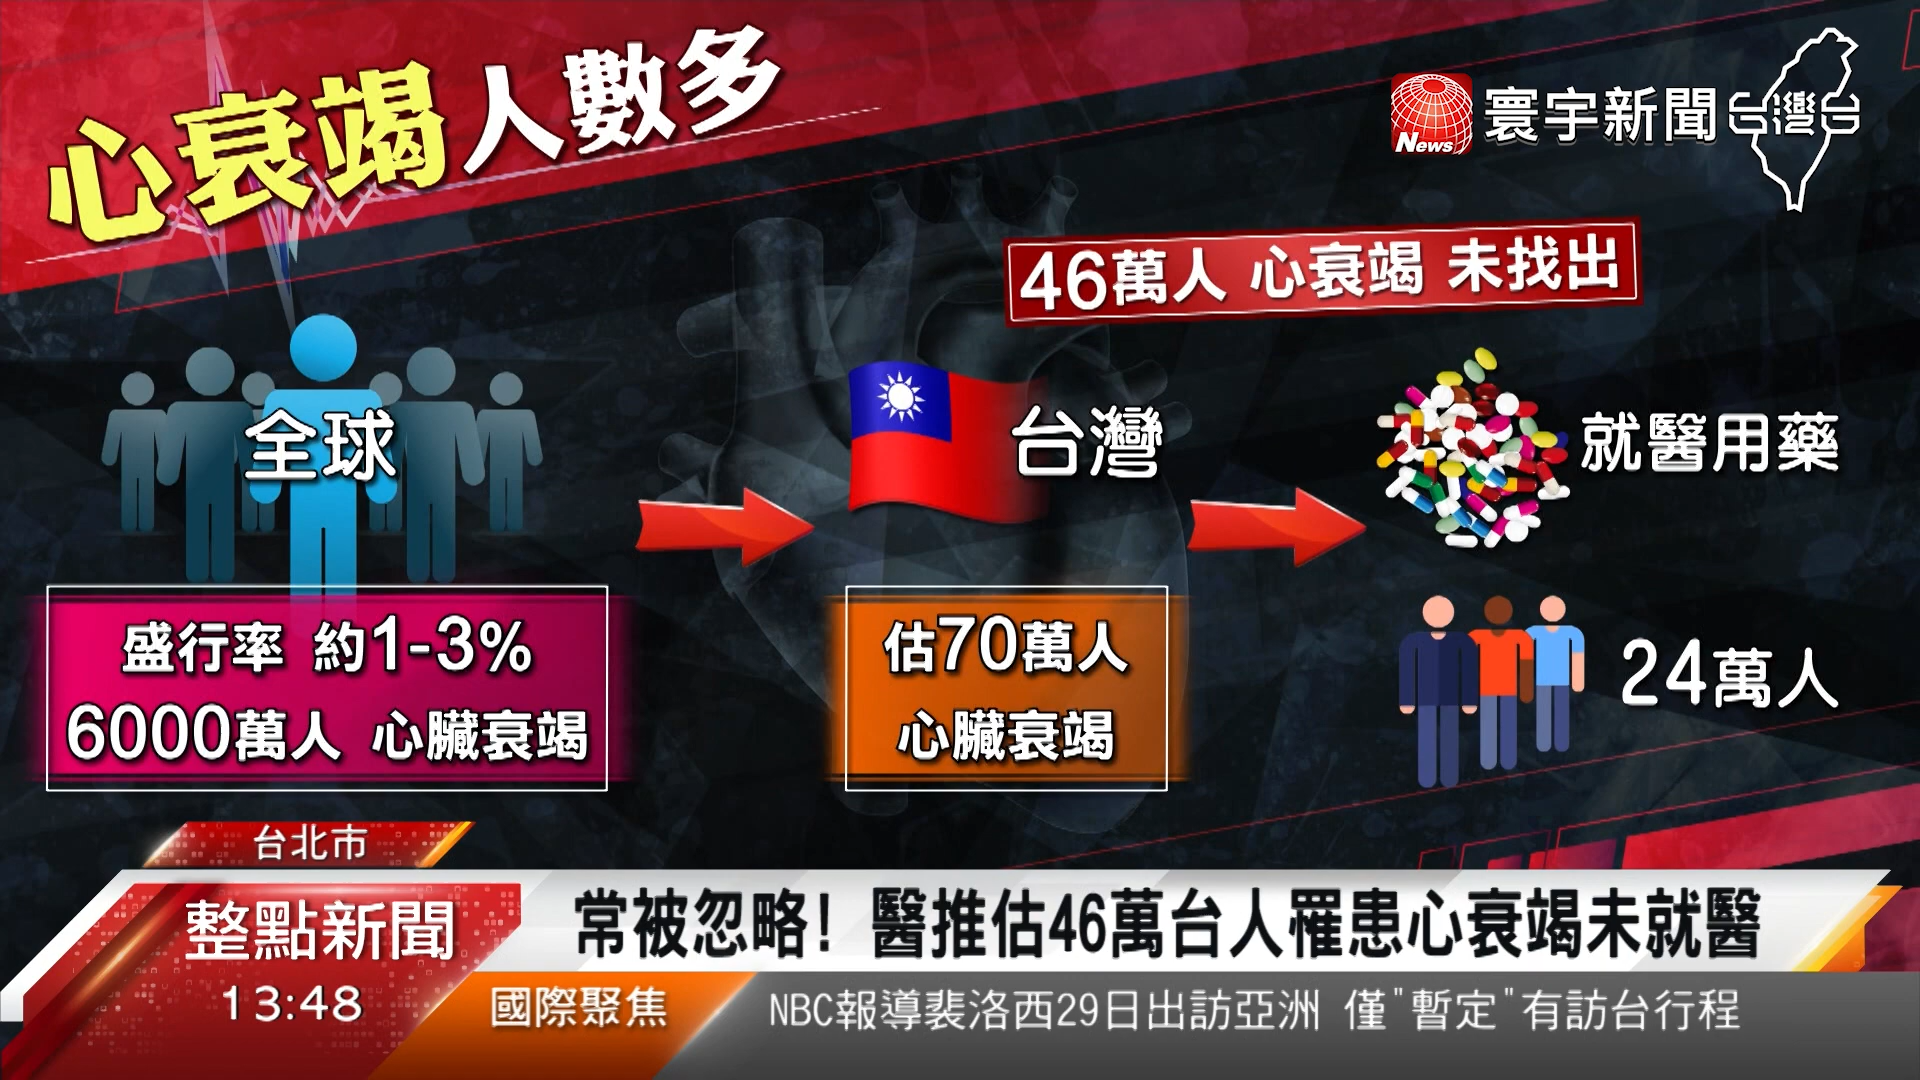 心衰竭人數多
News 寰宇新聞 台灣台
46萬人 心衰竭 未找出
全球
台灣
就醫用藥
盛行率 約1-3%
6000萬人 心臟衰竭
估70萬人
心臟衰竭
24萬人
台北市
整點新聞
常被忽略! 醫推估46萬台人罹患心衰竭未就醫
13:48
國際聚焦
NBC報導裴洛西29日出訪亞洲 僅"暫定"有訪台行程